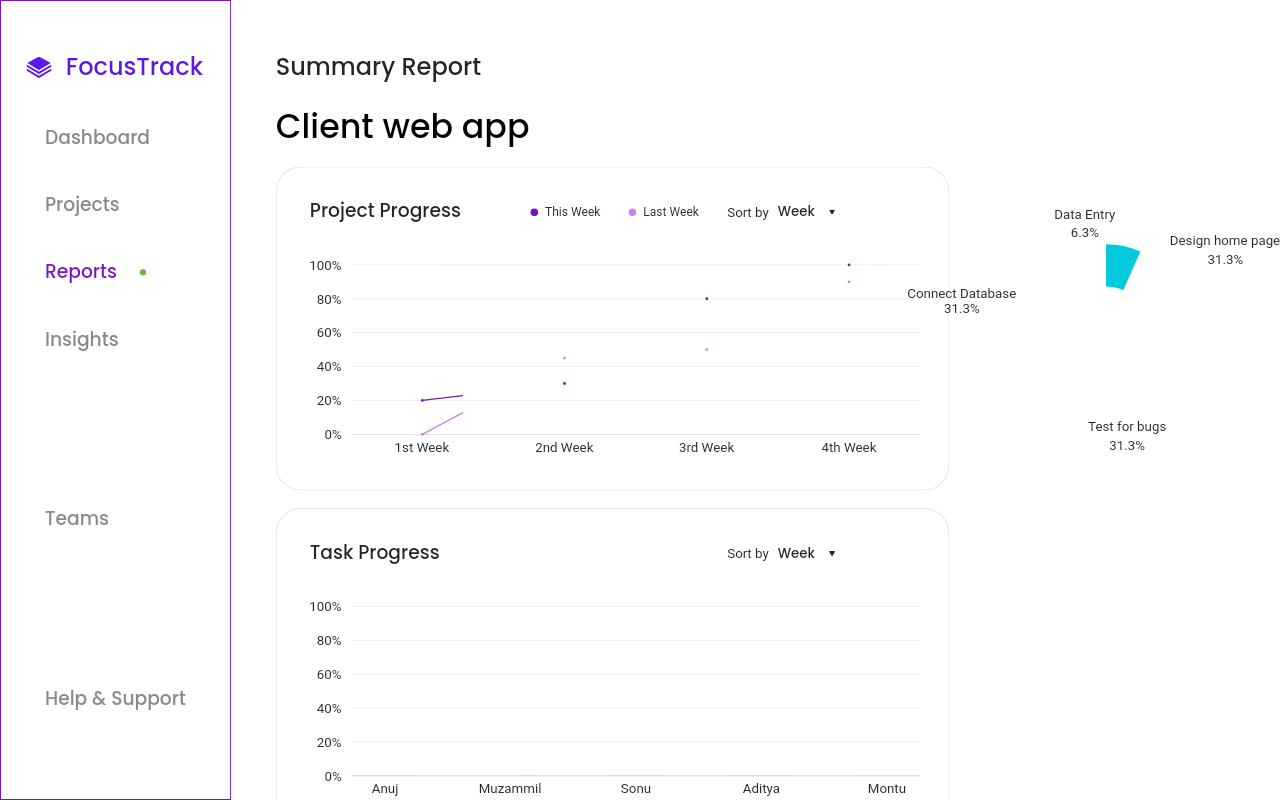 FocusTrack
Dashboard
Projects
Reports
Insights
Teams
Help & Support
Summary Report
Client web app
Project Progress
This Week
Last Week
Sort by Week
100%
80%
60%
40%
20%
0%
1st Week
2nd Week
3rd Week
4th Week
Data Entry
6.3%
Design home page
31.3%
Connect Database
31.3%
Test for bugs
31.3%
Task Progress
Sort by Week
100%
80%
60%
40%
20%
0%
Anuj
Muzammil
Sonu
Aditya
Montu